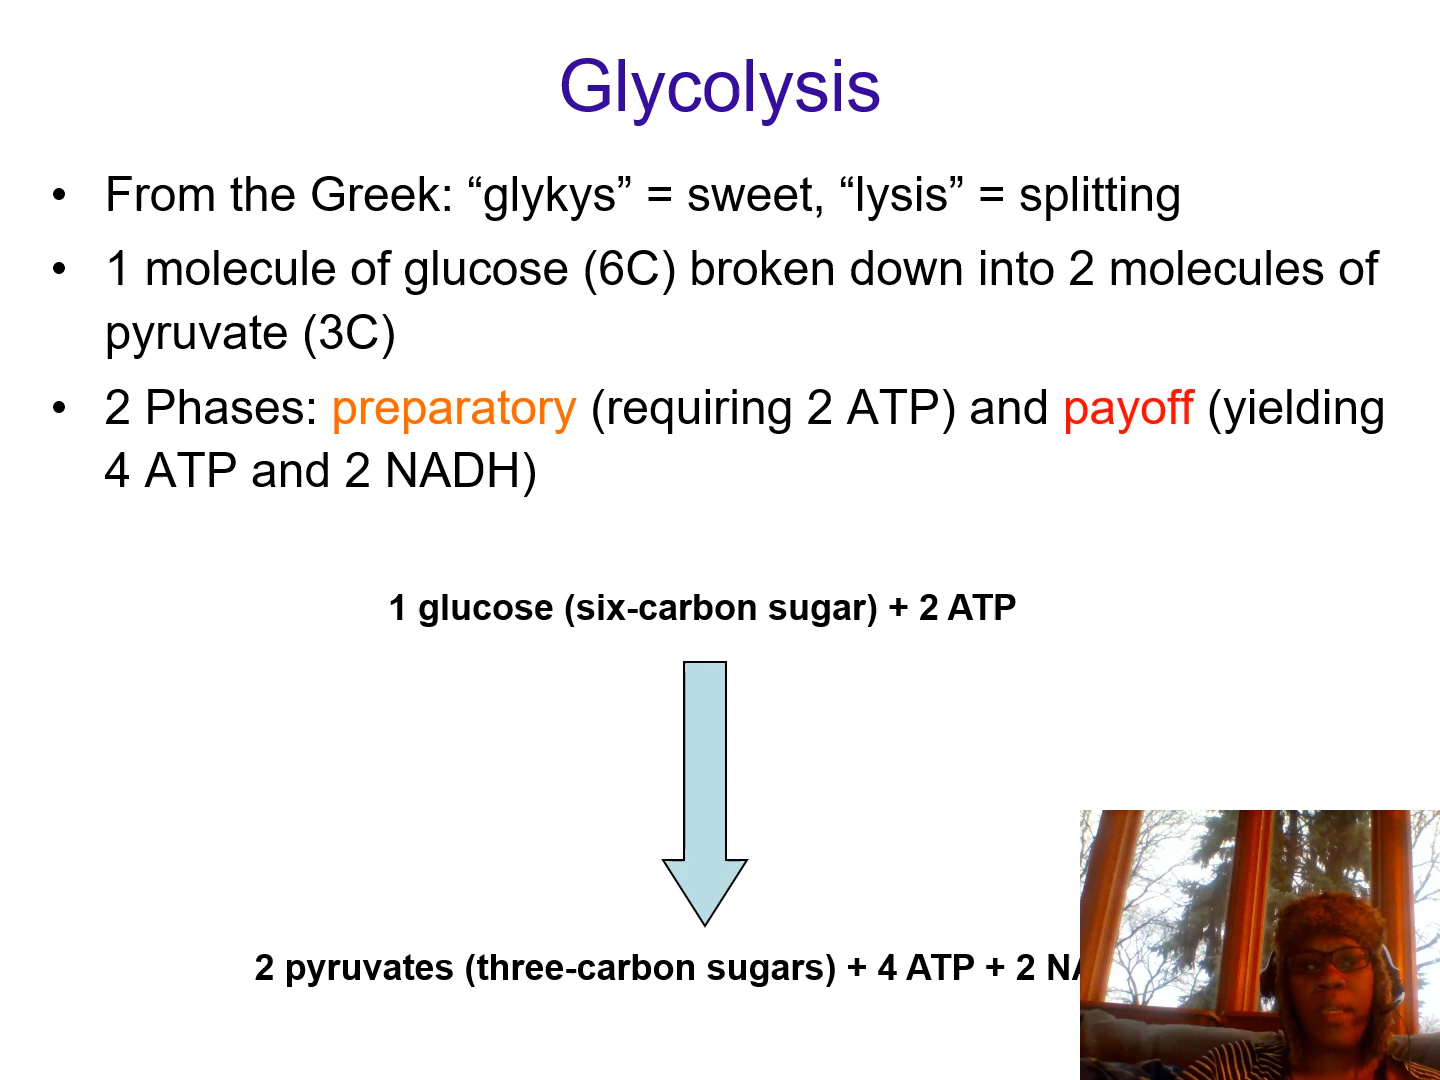 Glycolysis
• From the Greek: “glykys” = sweet, “lysis” = splitting
• 1 molecule of glucose (6C) broken down into 2 molecules of
pyruvate (3C)
• 2 Phases: preparatory (requiring 2 ATP) and payoff (yielding
4 ATP and 2 NADH)
1 glucose (six-carbon sugar) + 2 ATP
2 pyruvates (three-carbon sugars) + 4 ATP + 2